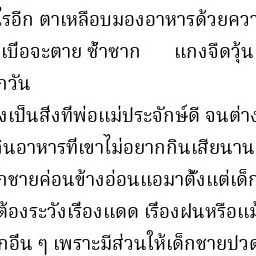 ไรอีก ตาเหลือบมองอาหารด้วยควา
เบื่อจะตาย ซ้ำซาก แกงจืดวุ้น
ทวัน
งเป็นสิ่งที่พ่อแม่ประจักษ์ดี จนต่าง
ินอาหารที่เขาไม่อยากกินเสียนาน
กชายค่อนข้างอ่อนแอมาตั้งแต่เด็ก
ต้องระวังเรื่องแดด เรื่องฝนหรือแม้
กอื่น ๆ เพราะมีส่วนให้เด็กชายปวด